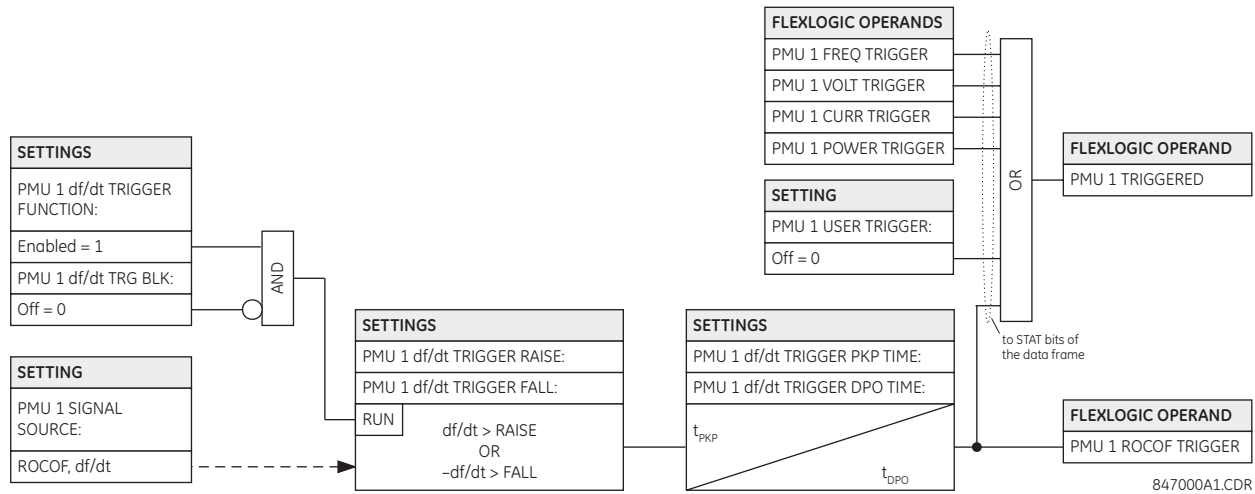 SETTINGS
PMU 1 df/dt TRIGGER
FUNCTION:
Enabled = 1
PMU 1 df/dt TRG BLK:
Off = 0
AND
SETTING
PMU 1 SIGNAL
SOURCE:
ROCOF, df/dt
SETTINGS
PMU 1 df/dt TRIGGER RAISE:
PMU 1 df/dt TRIGGER FALL:
RUN
df/dt > RAISE
OR
–df/dt > FALL
SETTINGS
PMU 1 df/dt TRIGGER PKP TIME:
PMU 1 df/dt TRIGGER DPO TIME:
tPKP
tDPO
FLEXLOGIC OPERANDS
PMU 1 FREQ TRIGGER
PMU 1 VOLT TRIGGER
PMU 1 CURR TRIGGER
PMU 1 POWER TRIGGER
SETTING
PMU 1 USER TRIGGER:
Off = 0
OR
to STAT bits of
the data frame
FLEXLOGIC OPERAND
PMU 1 TRIGGERED
FLEXLOGIC OPERAND
PMU 1 ROCOF TRIGGER
847000A1.CDR